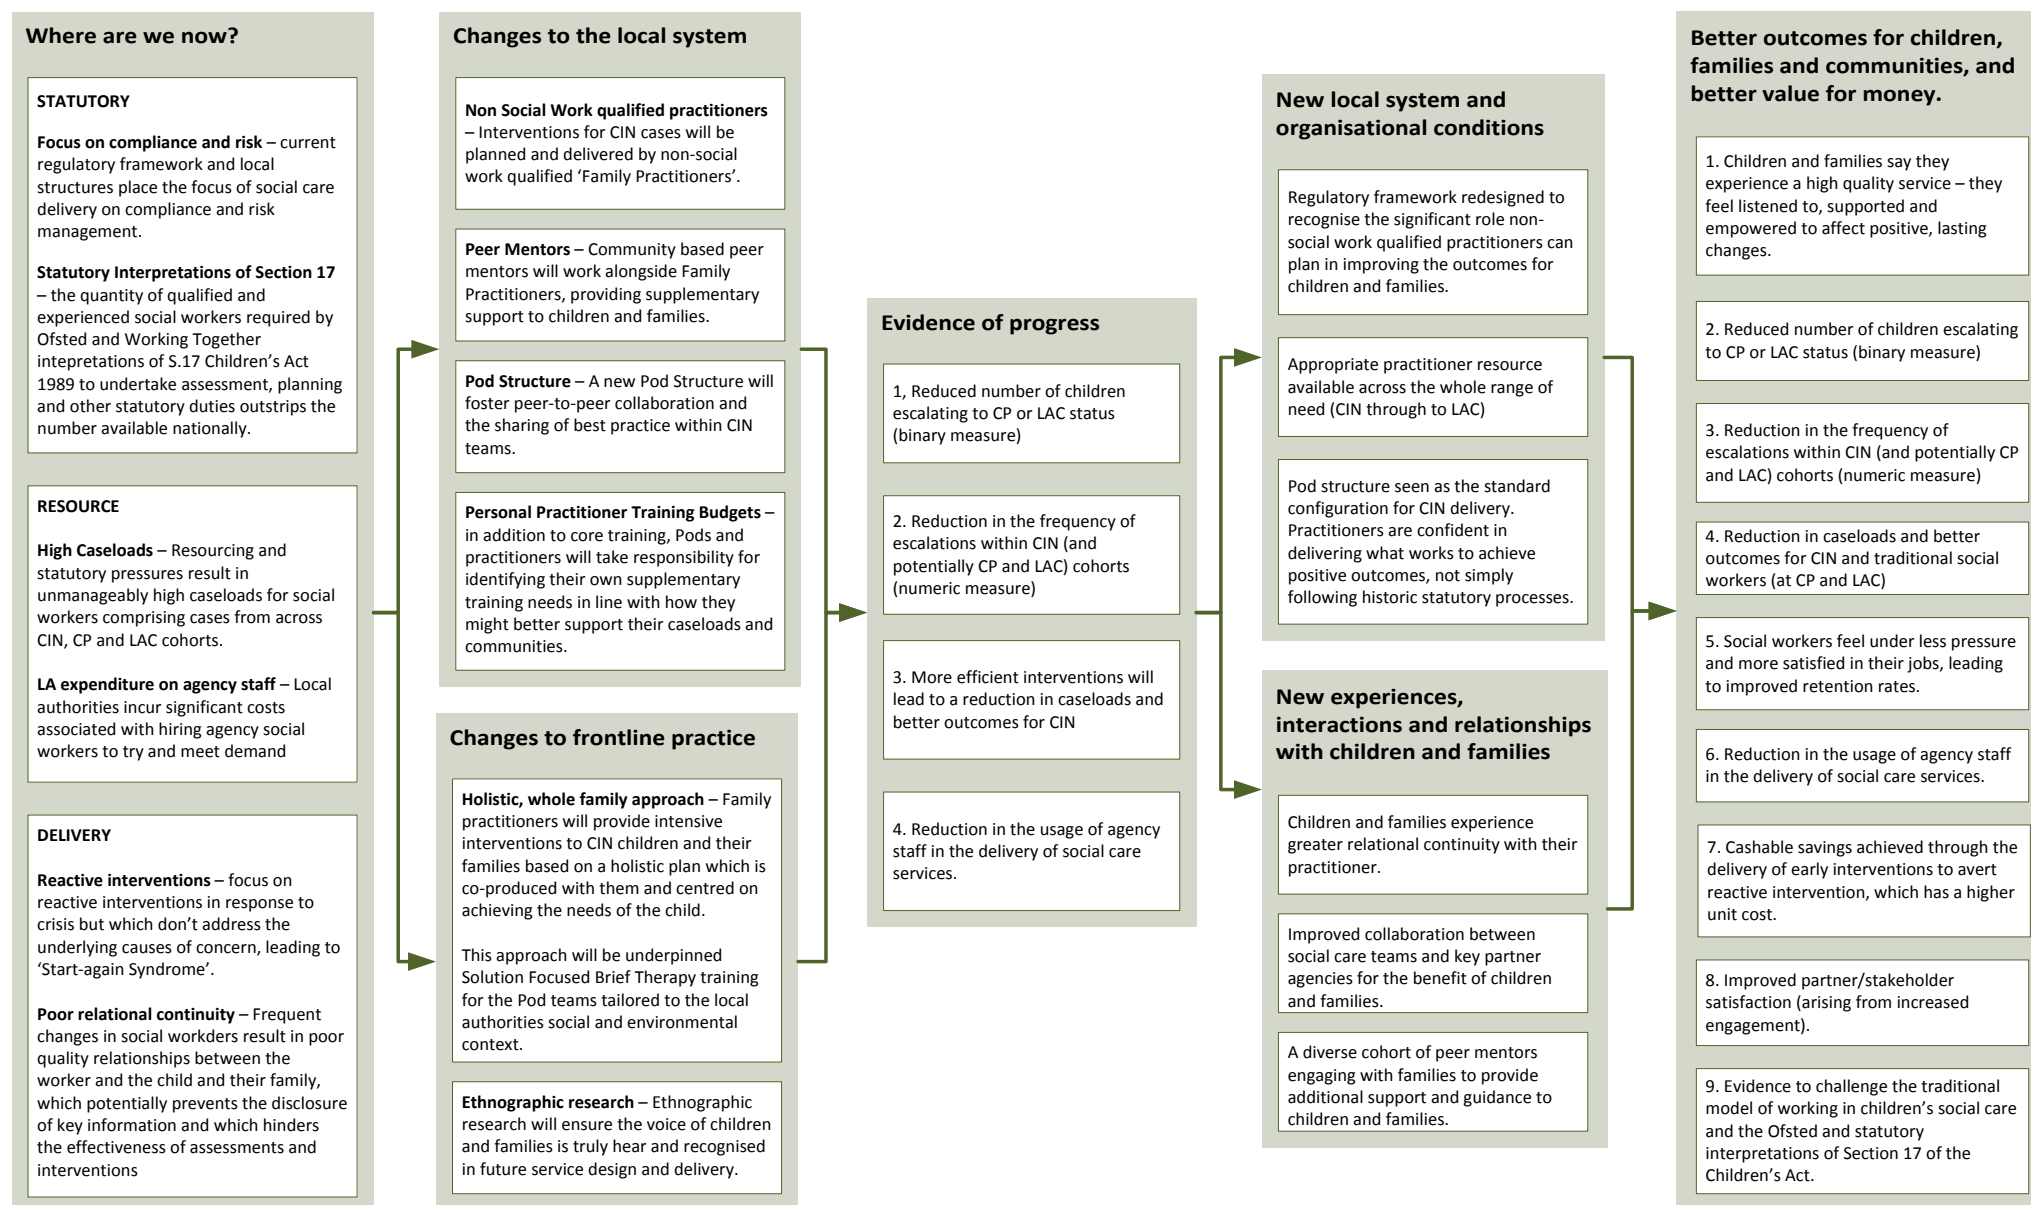 Where are we now?
STATUTORY
Focus on compliance and risk – current
regulatory framework and local
structures place the focus of social care
delivery on compliance and risk
management.
Statutory Interpretations of Section 17
– the quantity of qualified and
experienced social workers required by
Ofsted and Working Together
intepretations of S.17 Children’s Act
1989 to undertake assessment, planning
and other statutory duties outstrips the
number available nationally.
RESOURCE
High Caseloads – Resourcing and
statutory pressures result in
unmanageably high caseloads for social
workers comprising cases from across
CIN, CP and LAC cohorts.
LA expenditure on agency staff – Local
authorities incur significant costs
associated with hiring agency social
workers to try and meet demand
DELIVERY
Reactive interventions – focus on
reactive interventions in response to
crisis but which don’t address the
underlying causes of concern, leading to
‘Start-again Syndrome’.
Poor relational continuity – Frequent
changes in social workders result in poor
quality relationships between the
worker and the child and their family,
which potentially prevents the disclosure
of key information and which hinders
the effectiveness of assessments and
interventions
Changes to the local system
Non Social Work qualified practitioners
– Interventions for CIN cases will be
planned and delivered by non-social
work qualified ‘Family Practitioners’.
Peer Mentors – Community based peer
mentors will work alongside Family
Practitioners, providing supplementary
support to children and families.
Pod Structure – A new Pod Structure will
foster peer-to-peer collaboration and
the sharing of best practice within CIN
teams.
Personal Practitioner Training Budgets –
in addition to core training, Pods and
practitioners will take responsibility for
identifying their own supplementary
training needs in line with how they
might better support their caseloads and
communities.
Changes to frontline practice
Holistic, whole family approach – Family
practitioners will provide intensive
interventions to CIN children and their
families based on a holistic plan which is
co-produced with them and centred on
achieving the needs of the child.
This approach will be underpinned
Solution Focused Brief Therapy training
for the Pod teams tailored to the local
authorities social and environmental
context.
Ethnographic research – Ethnographic
research will ensure the voice of children
and families is truly hear and recognised
in future service design and delivery.
Evidence of progress
1, Reduced number of children
escalating to CP or LAC status
(binary measure)
2. Reduction in the frequency of
escalations within CIN (and
potentially CP and LAC) cohorts
(numeric measure)
3. More efficient interventions will
lead to a reduction in caseloads and
better outcomes for CIN
4. Reduction in the usage of agency
staff in the delivery of social care
services.
New local system and
organisational conditions
Regulatory framework redesigned to
recognise the significant role non-
social work qualified practitioners can
plan in improving the outcomes for
children and families.
Appropriate practitioner resource
available across the whole range of
need (CIN through to LAC)
Pod structure seen as the standard
configuration for CIN delivery.
Practitioners are confident in
delivering what works to achieve
positive outcomes, not simply
following historic statutory processes.
New experiences,
interactions and relationships
with children and families
Children and families experience
greater relational continuity with their
practitioner.
Improved collaboration between
social care teams and key partner
agencies for the benefit of children
and families.
A diverse cohort of peer mentors
engaging with families to provide
additional support and guidance to
children and families.
Better outcomes for children,
families and communities, and
better value for money.
1. Children and families say they
experience a high quality service – they
feel listened to, supported and
empowered to affect positive, lasting
changes.
2. Reduced number of children escalating
to CP or LAC status (binary measure)
3. Reduction in the frequency of
escalations within CIN (and potentially CP
and LAC) cohorts (numeric measure)
4. Reduction in caseloads and better
outcomes for CIN and traditional social
workers (at CP and LAC)
5. Social workers feel under less pressure
and more satisfied in their jobs, leading
to improved retention rates.
6. Reduction in the usage of agency staff
in the delivery of social care services.
7. Cashable savings achieved through the
delivery of early interventions to avert
reactive intervention, which has a higher
unit cost.
8. Improved partner/stakeholder
satisfaction (arising from increased
engagement).
9. Evidence to challenge the traditional
model of working in children’s social care
and the Ofsted and statutory
interpretations of Section 17 of the
Children’s Act.